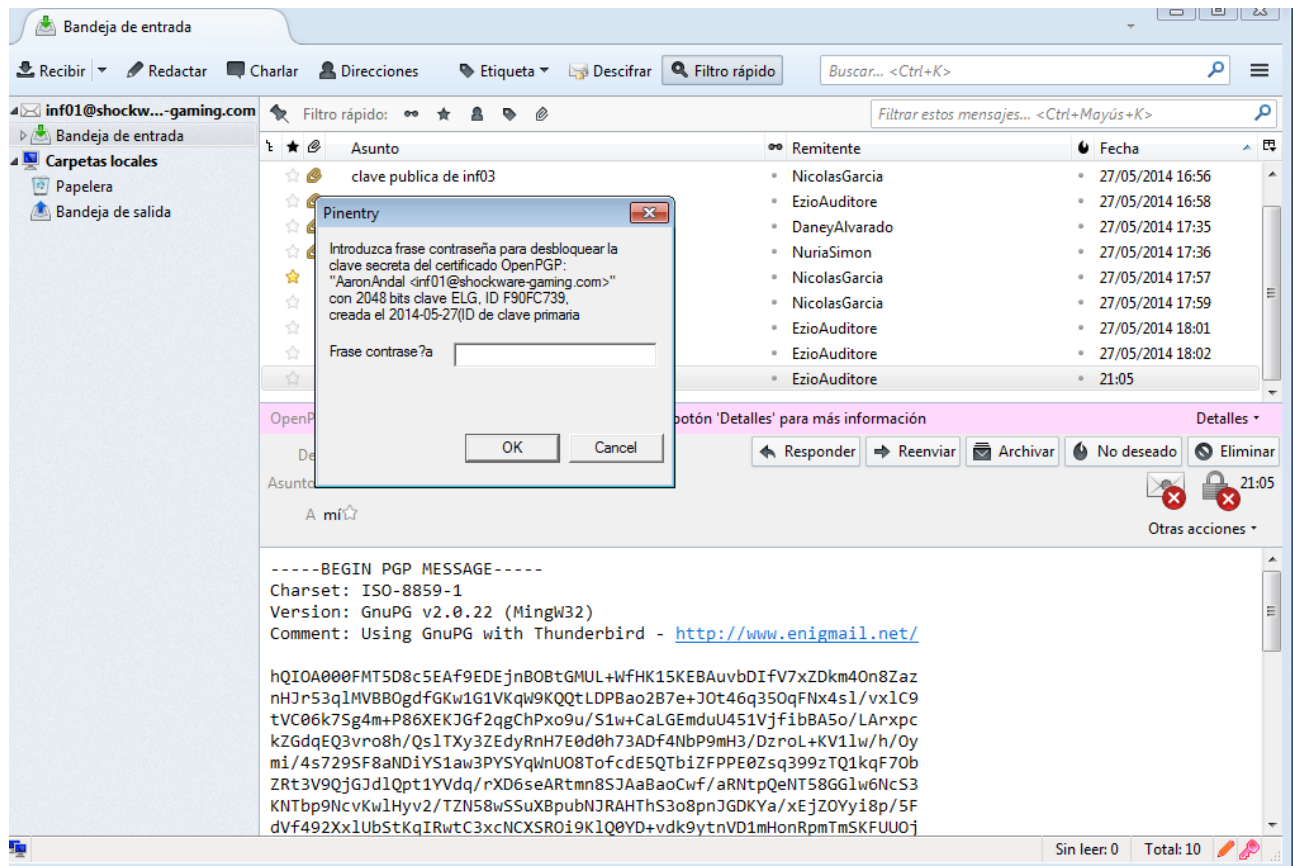 Bandeja de entrada
Recibir Redactar Charlar Direcciones Etiqueta Descifrar Filtro rápido Buscar... <Ctrl+K>
inf01@shockw...-gaming.com
Bandeja de entrada
Carpetas locales
Papelera
Bandeja de salida
Filtro rápido: Filtrar estos mensajes... <Ctrl+Mayús+K>
Asunto Remitente Fecha
clave publica de inf03 NicolasGarcia 27/05/2014 16:56
EzioAuditore 27/05/2014 16:58
DaneyAlvarado 27/05/2014 17:35
NuriaSimon 27/05/2014 17:36
NicolasGarcia 27/05/2014 17:57
NicolasGarcia 27/05/2014 17:59
EzioAuditore 27/05/2014 18:01
EzioAuditore 27/05/2014 18:02
EzioAuditore 21:05
Pinentry
Introduzca frase contraseña para desbloquear la
clave secreta del certificado OpenPGP:
"AaronAndal <inf01@shockware-gaming.com>"
con 2048 bits clave ELG, ID F90FC739,
creada el 2014-05-27(ID de clave primaria
Frase contrase?a
OK Cancel
OpenP botón 'Detalles' para más información Detalles
De Responder Reenviar Archivar No deseado Eliminar
Asunto 21:05
A mí
Otras acciones
-----BEGIN PGP MESSAGE-----
Charset: ISO-8859-1
Version: GnuPG v2.0.22 (MingW32)
Comment: Using GnuPG with Thunderbird - http://www.enigmail.net/
hQIOA000FMT5D8c5EAf9EDEjnBOBtGMUL+WfHK15KEBAuvbDIfV7xZDkm4On8Zaz
nHJr53qlMVBBOgdfGKw1G1VKqW9KQQtLDPBao2B7e+JOt46q35OqFNx4sl/vxlC9
tVC06k7Sg4m+P86XEKJGf2qgChPxo9u/S1w+CaLGEmduU451VjfibBA5o/LArxpc
kZGdqEQ3vro8h/QslTXy3ZEdyRnH7E0d0h73ADf4NbP9mH3/DzroL+KV1lw/h/Oy
mi/4s729SF8aNDiYS1aw3PYSYqWnUO8TofcdE5QTbiZFPPE0Zsq399zTQ1kqF7Ob
ZRt3V9QjGJdlQpt1YVdq/rXD6seARtmn8SJAaBaoCwf/aRNtpQeNT58GGlw6NcS3
KNTbp9NcvKwlHyv2/TZN58wSSuXBpubNJRAHThS3o8pnJGDKYa/xEjZOYyi8p/5F
dVf492XxlUbStKqIRwtC3xcNCXSROi9KlQ0YD+vdk9ytnVD1mHonRpmTmSKFUUOj
Sin leer: 0 Total: 10